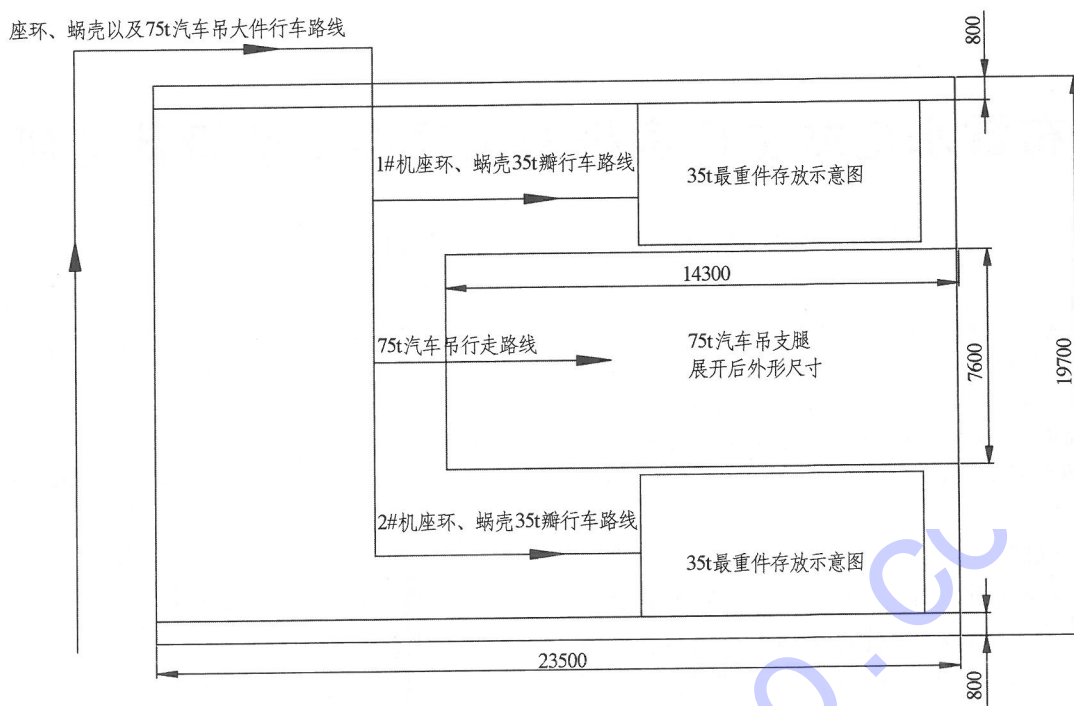 座环、蜗壳以及75t汽车吊大件行车路线
800
1#机座环、蜗壳35t瓣行车路线
35t最重件存放示意图
14300
75t汽车吊行走路线
75t汽车吊支腿
展开后外形尺寸
7600
19700
2#机座环、蜗壳35t瓣行车路线
35t最重件存放示意图
23500
800